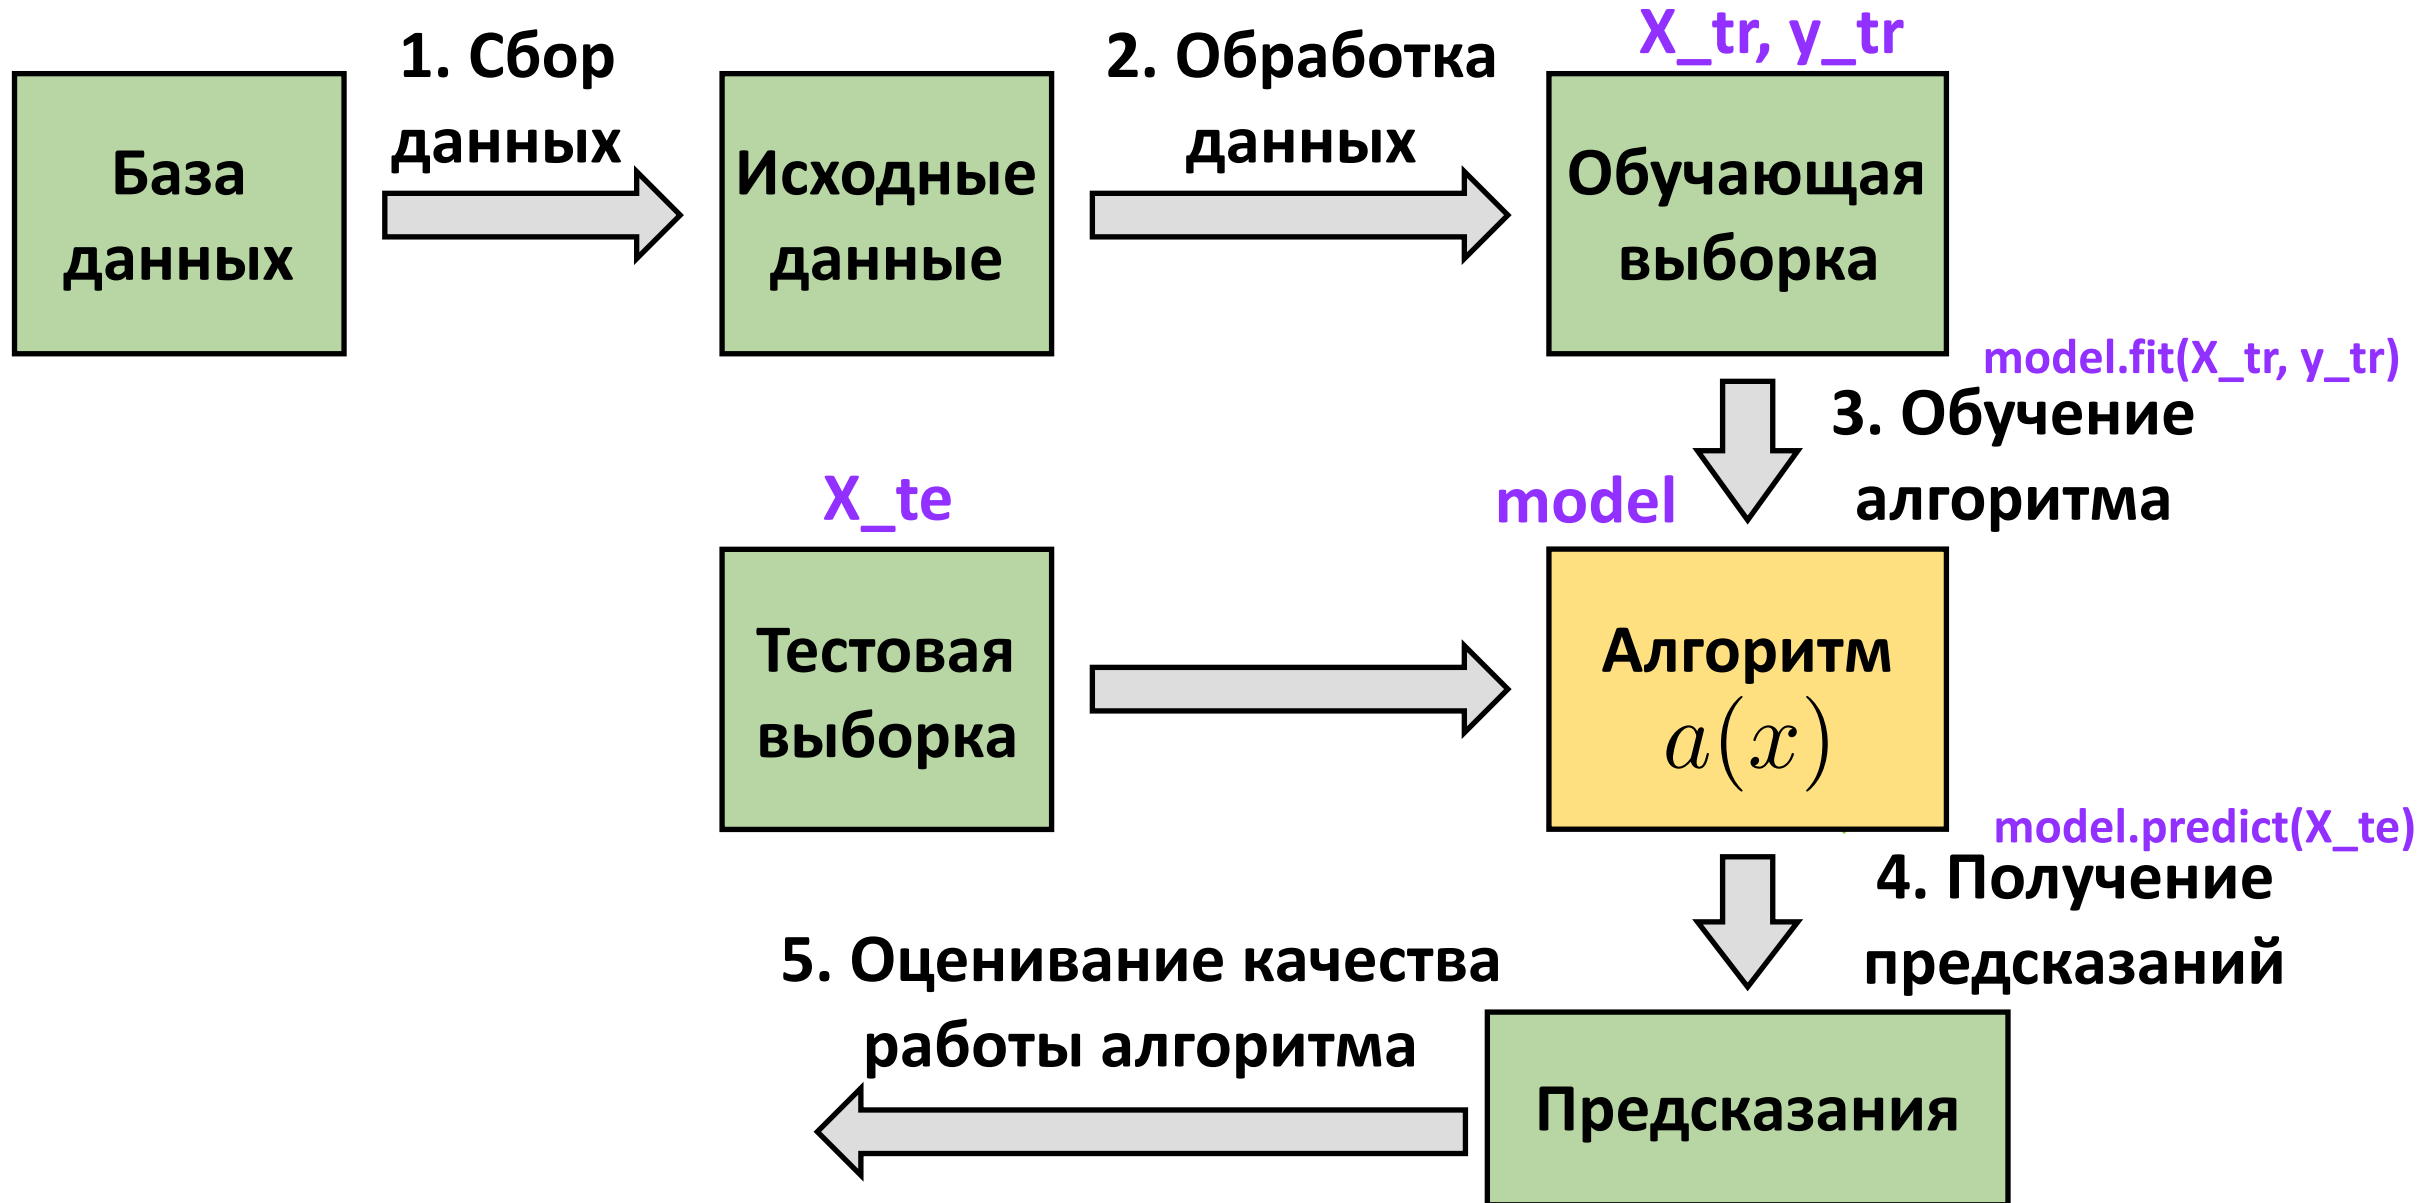 База
данных
1. Сбор
данных
Исходные
данные
2. Обработка
данных
X_tr, y_tr
Обучающая
выборка
model.fit(X_tr, y_tr)
3. Обучение
алгоритма
X_te
Тестовая
выборка
model
Алгоритм
a(x)
model.predict(X_te)
4. Получение
предсказаний
5. Оценивание качества
работы алгоритма
Предсказания